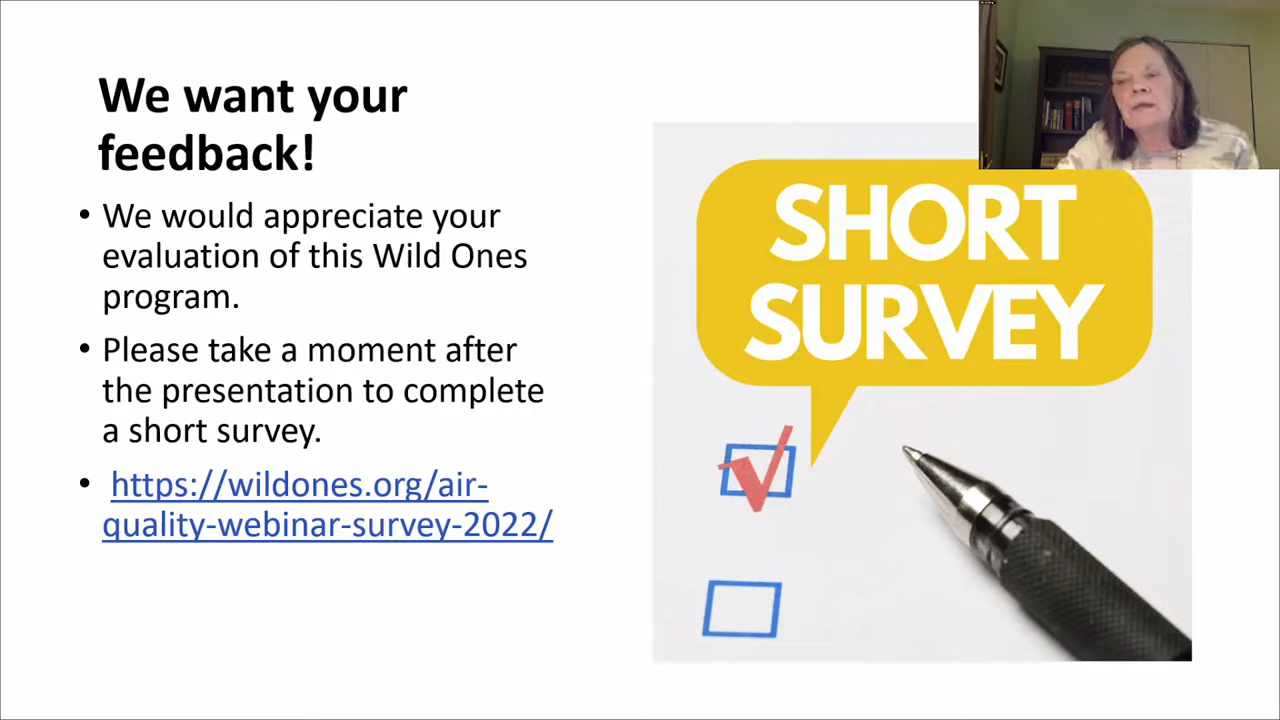 We want your
feedback!
• We would appreciate your
evaluation of this Wild Ones
program.
• Please take a moment after
the presentation to complete
a short survey.
• https://wildones.org/air-
quality-webinar-survey-2022/
SHORT
SURVEY